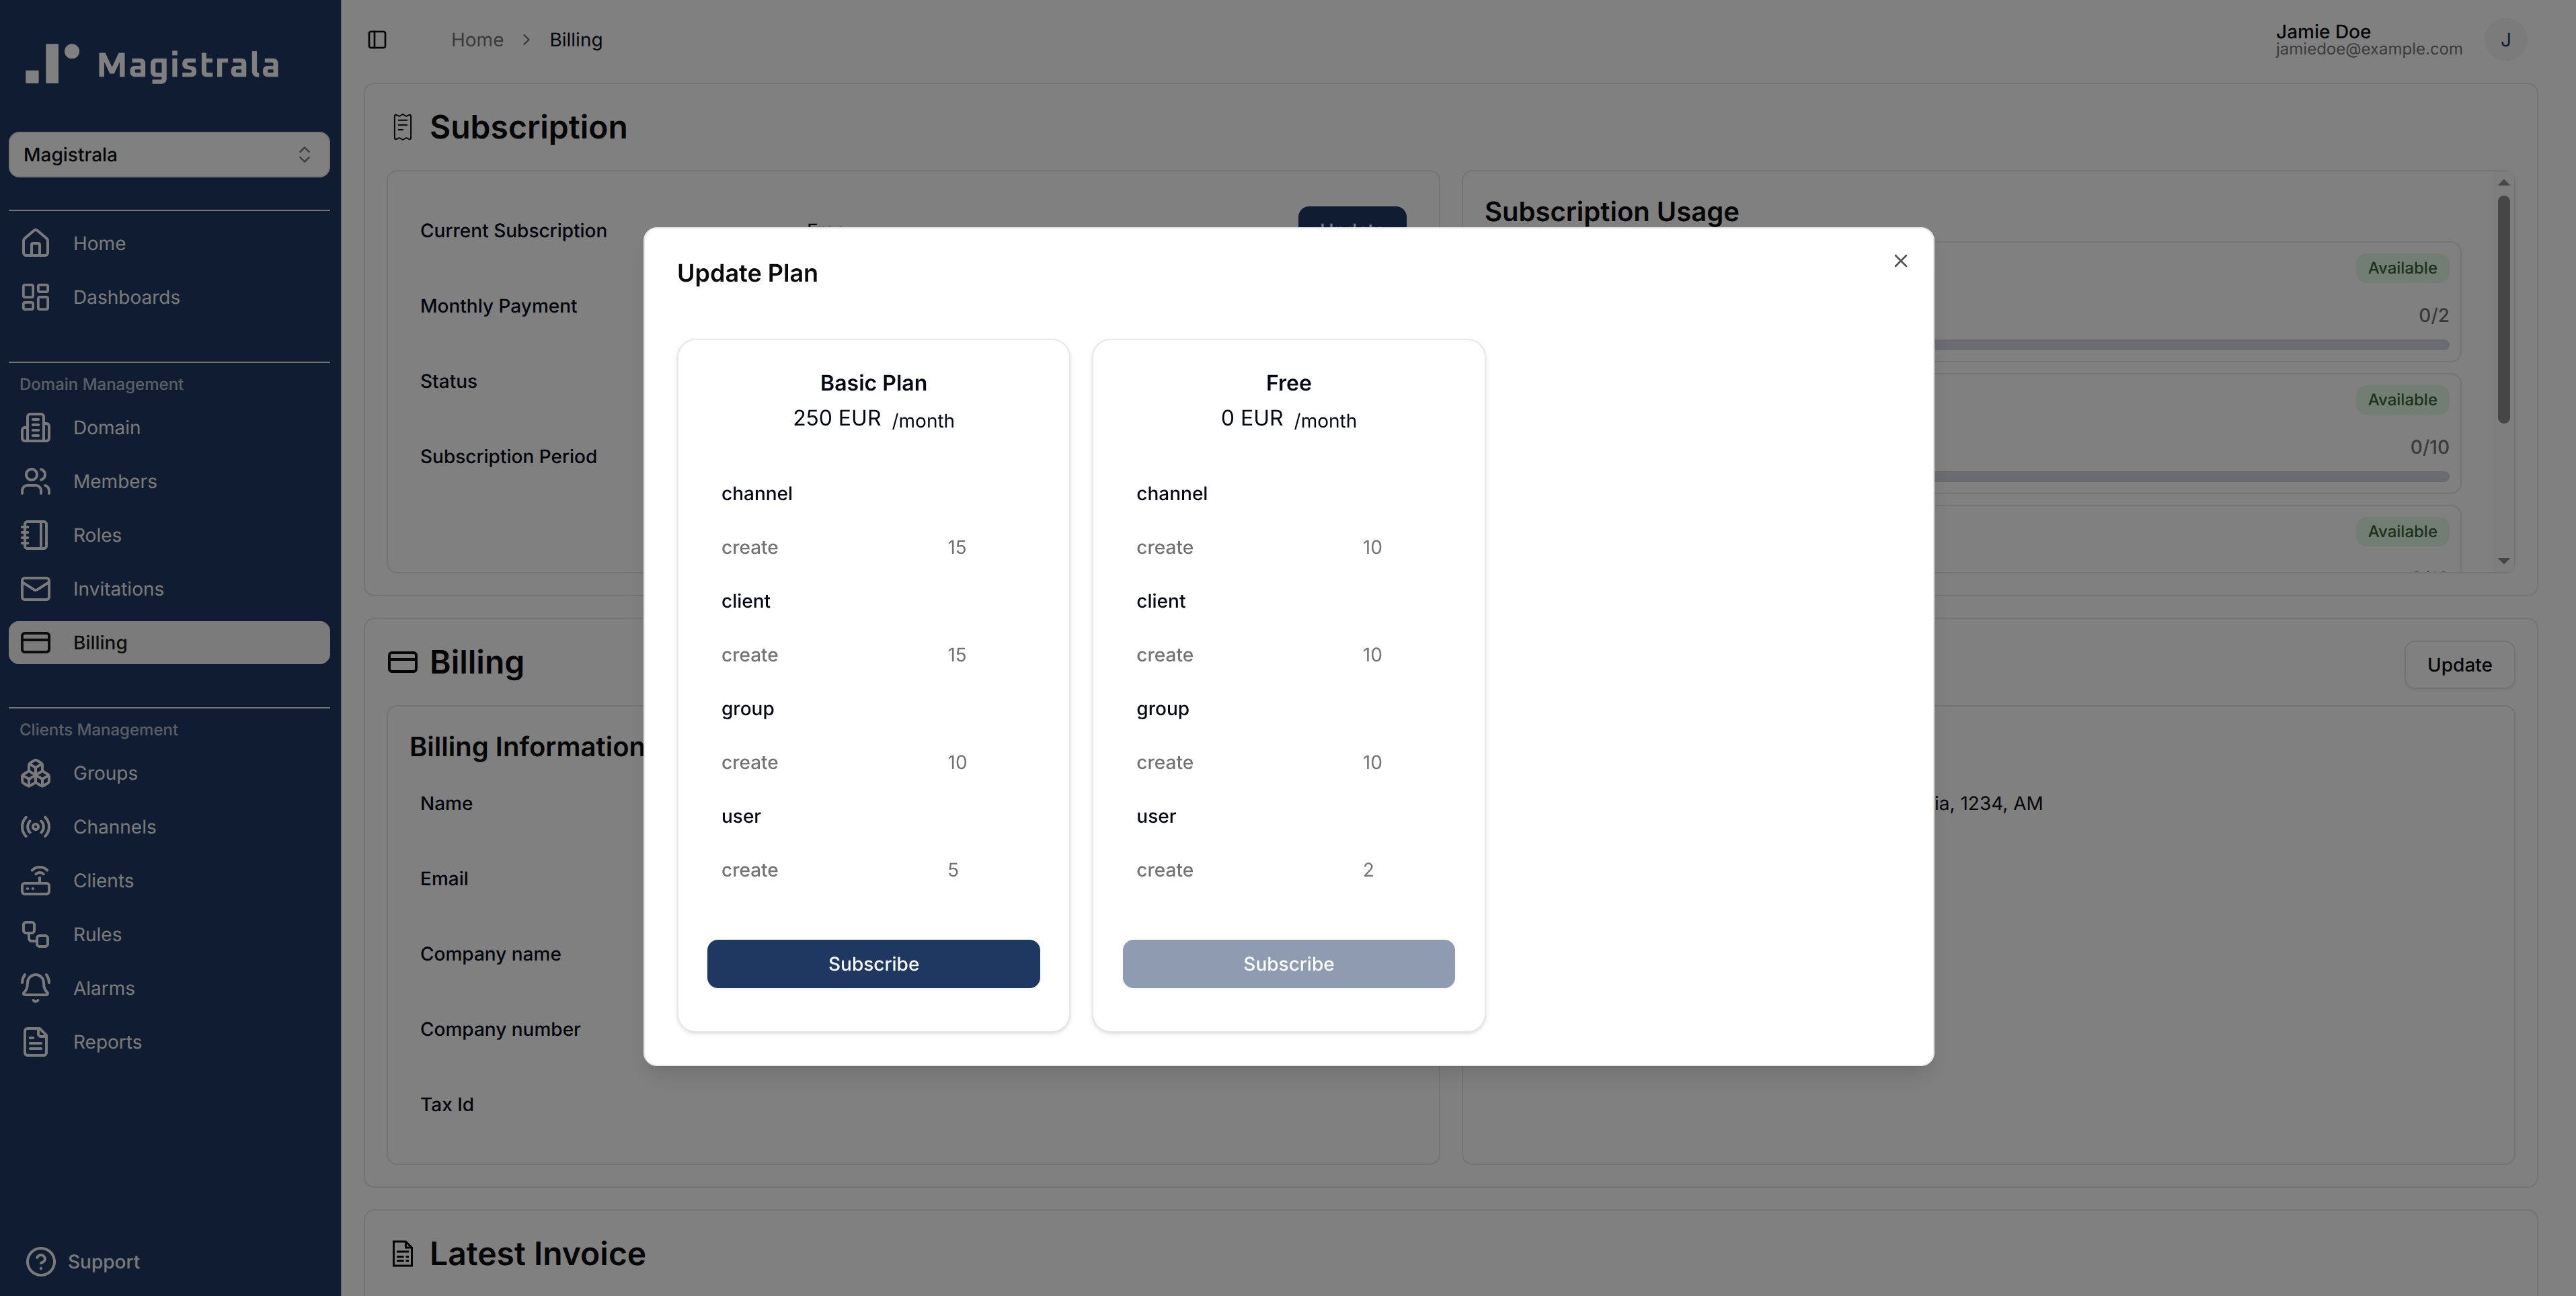 Magistrala
Magistrala
Home
Dashboards
Domain Management
Domain
Members
Roles
Invitations
Billing
Clients Management
Groups
Channels
Clients
Rules
Alarms
Reports
Support
Home > Billing
Jamie Doe
jamiedoe@example.com
J
Subscription
Current Subscription
Monthly Payment
Status
Subscription Period
Subscription Usage
Available
0/2
Available
0/10
Available
Update Plan
Basic Plan
250 EUR /month
channel
create 15
client
create 15
group
create 10
user
create 5
Subscribe
Free
0 EUR /month
channel
create 10
client
create 10
group
create 10
user
create 2
Subscribe
Billing
Update
Billing Information
Name
Email
Company name
Company number
Tax Id
ia, 1234, AM
Latest Invoice